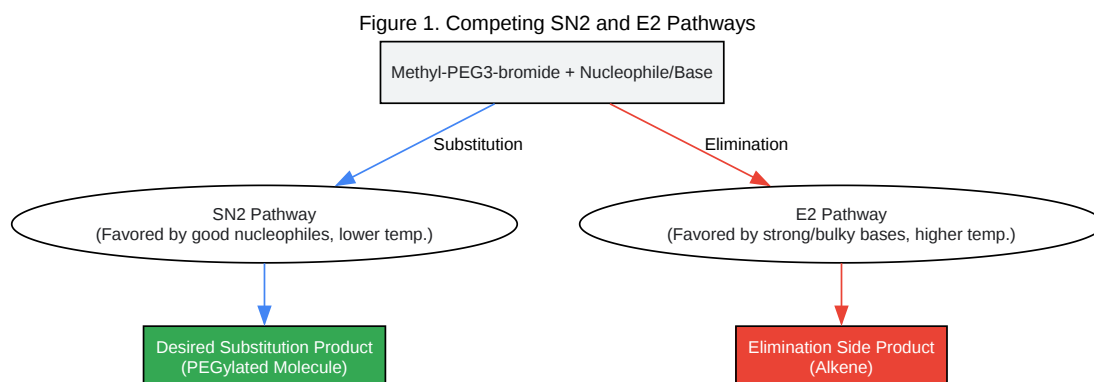 Figure 1. Competing SN2 and E2 Pathways
Methyl-PEG3-bromide + Nucleophile/Base
Substitution
Elimination
SN2 Pathway
(Favored by good nucleophiles, lower temp.)
E2 Pathway
(Favored by strong/bulky bases, higher temp.)
Desired Substitution Product
(PEGylated Molecule)
Elimination Side Product
(Alkene)